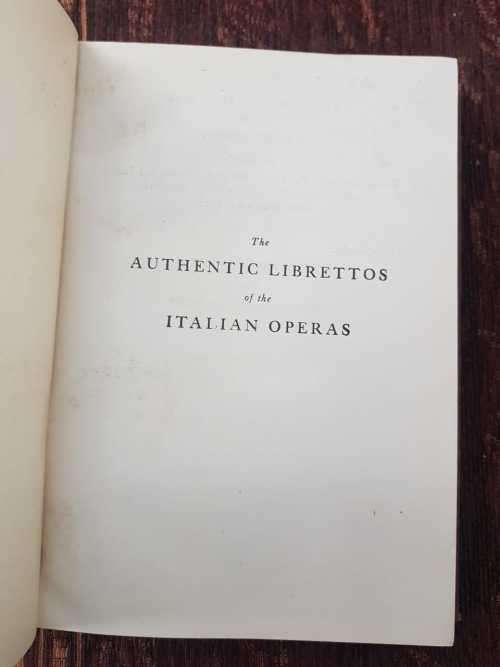 The
AUTHENTIC LIBRETTOS
of the
ITALIAN OPERAS